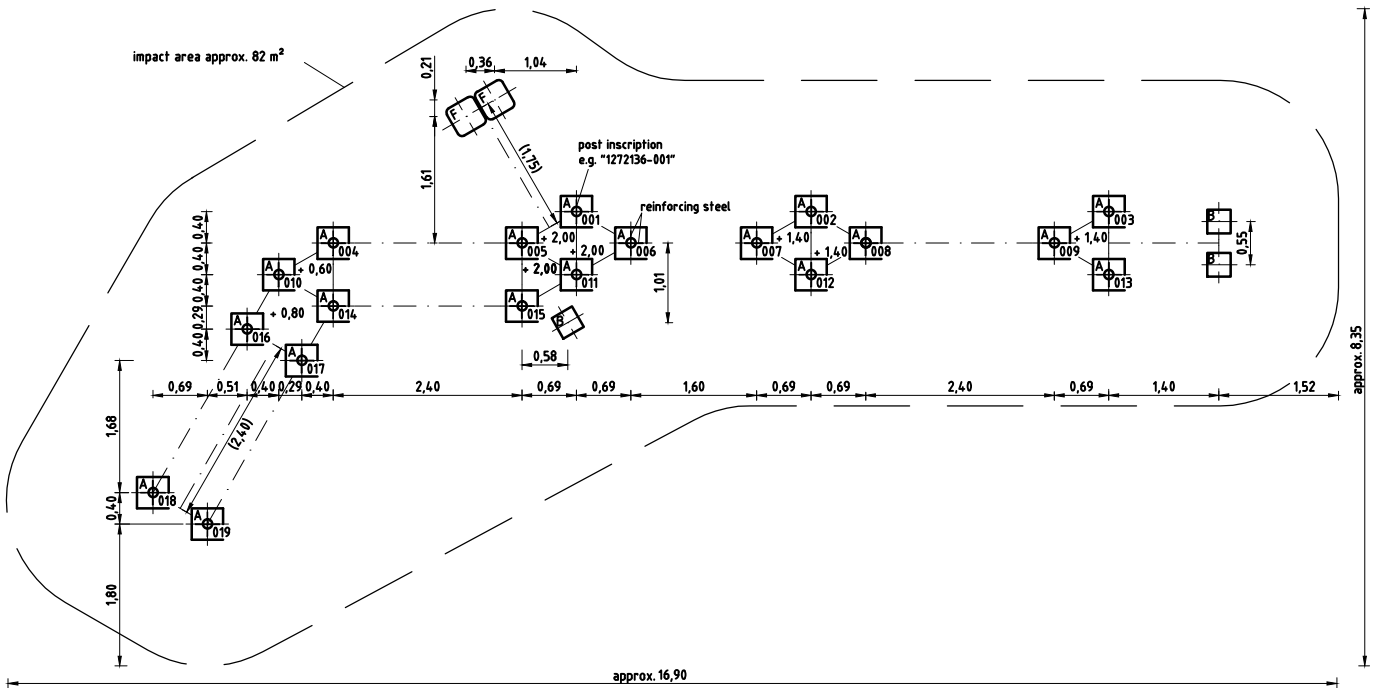 impact area approx. 82 m²
0,21
0,36
1,04
F
F
(1,75)
1,61
post inscription
e.g. "1272136-001"
reinforcing steel
A
001
A
002
A
003
B
0,40
A
004
A
005
+ 2,00
A
006
A
007
+ 1,40
A
008
A
009
+ 1,40
0,55
0,40
A
010
+ 0,60
+ 2,00
+ 2,00
A
011
+ 1,40
A
012
A
013
B
0,40
1,01
A
014
A
015
B
0,29
A
016
+ 0,80
0,40
A
017
0,58
approx. 8,35
0,69
0,51
0,40
0,29
0,40
2,40
0,69
0,69
1,60
0,69
0,69
2,40
0,69
1,40
1,52
1,68
(2,40)
A
018
0,40
A
019
1,80
approx. 16,90